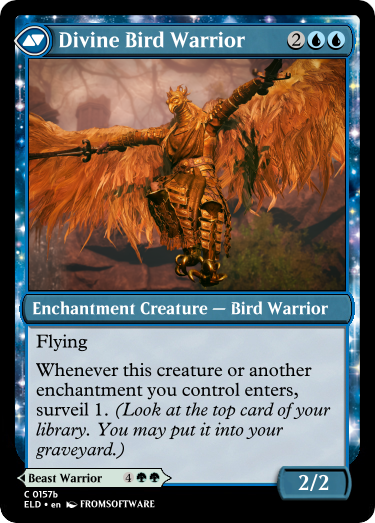 Divine Bird Warrior 2
Enchantment Creature — Bird Warrior
Flying
Whenever this creature or another
enchantment you control enters,
surveil 1. (Look at the top card of your
library. You may put it into your
graveyard.)
Beast Warrior 4
2/2
C 0157b
ELD • en FROMSOFTWARE